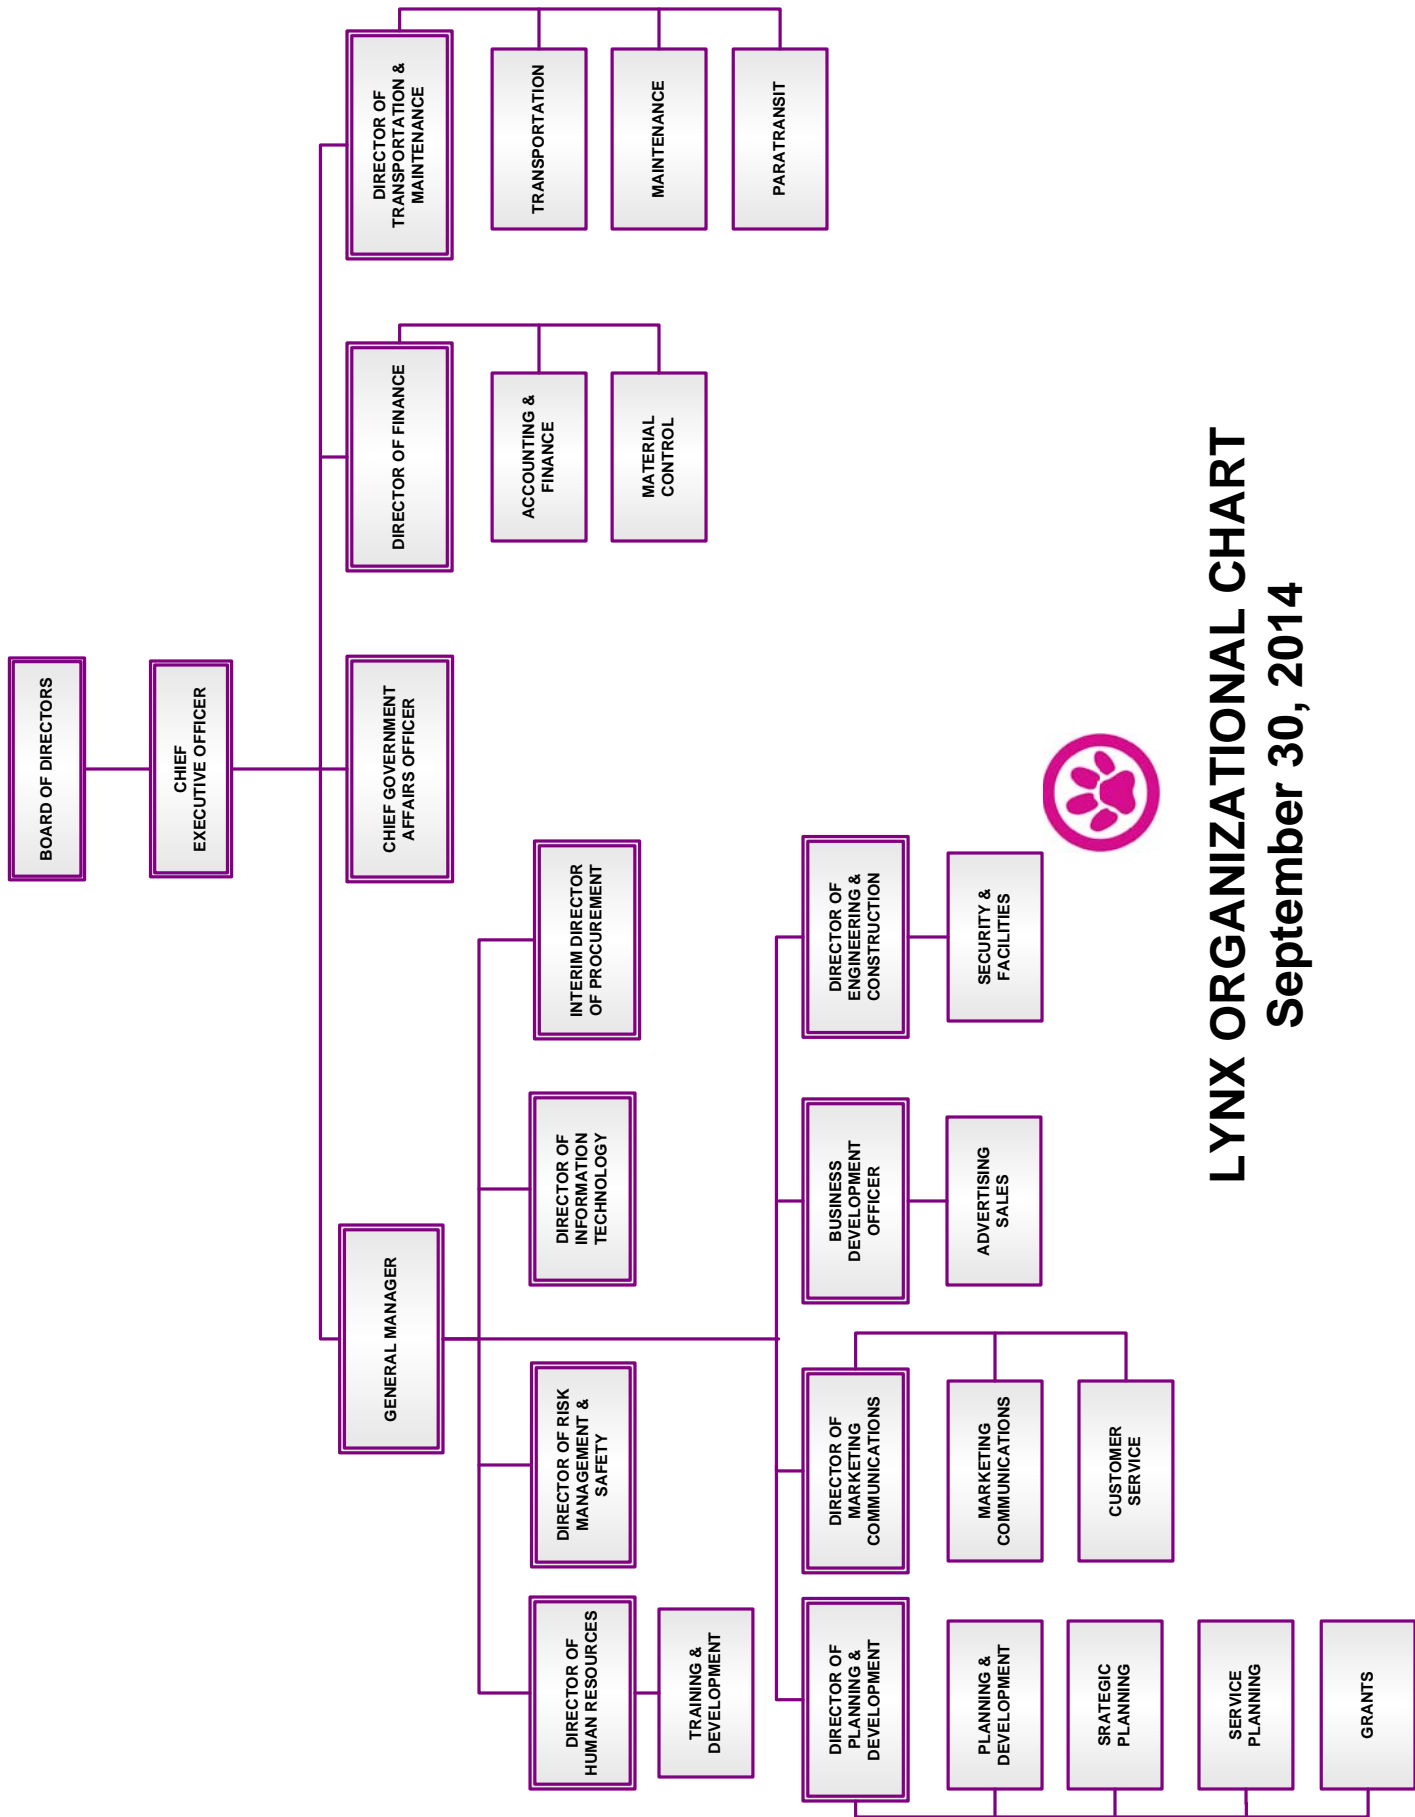 BOARD OF DIRECTORS
CHIEF
EXECUTIVE OFFICER
GENERAL MANAGER
CHIEF GOVERNMENT
AFFAIRS OFFICER
DIRECTOR OF FINANCE
DIRECTOR OF
TRANSPORTATION &
MAINTENANCE
ACCOUNTING &
FINANCE
MATERIAL
CONTROL
TRANSPORTATION
MAINTENANCE
PARATRANSIT
DIRECTOR OF
HUMAN RESOURCES
TRAINING &
DEVELOPMENT
DIRECTOR OF RISK
MANAGEMENT &
SAFETY
DIRECTOR OF
INFORMATION
TECHNOLOGY
INTERIM DIRECTOR
OF PROCUREMENT
DIRECTOR OF
PLANNING &
DEVELOPMENT
PLANNING &
DEVELOPMENT
SRATEGIC
PLANNING
SERVICE
PLANNING
GRANTS
DIRECTOR OF
MARKETING
COMMUNICATIONS
MARKETING
COMMUNICATIONS
CUSTOMER
SERVICE
BUSINESS
DEVELOPMENT
OFFICER
ADVERTISING
SALES
DIRECTOR OF
ENGINEERING &
CONSTRUCTION
SECURITY &
FACILITIES
LYNX ORGANIZATIONAL CHART
September 30, 2014